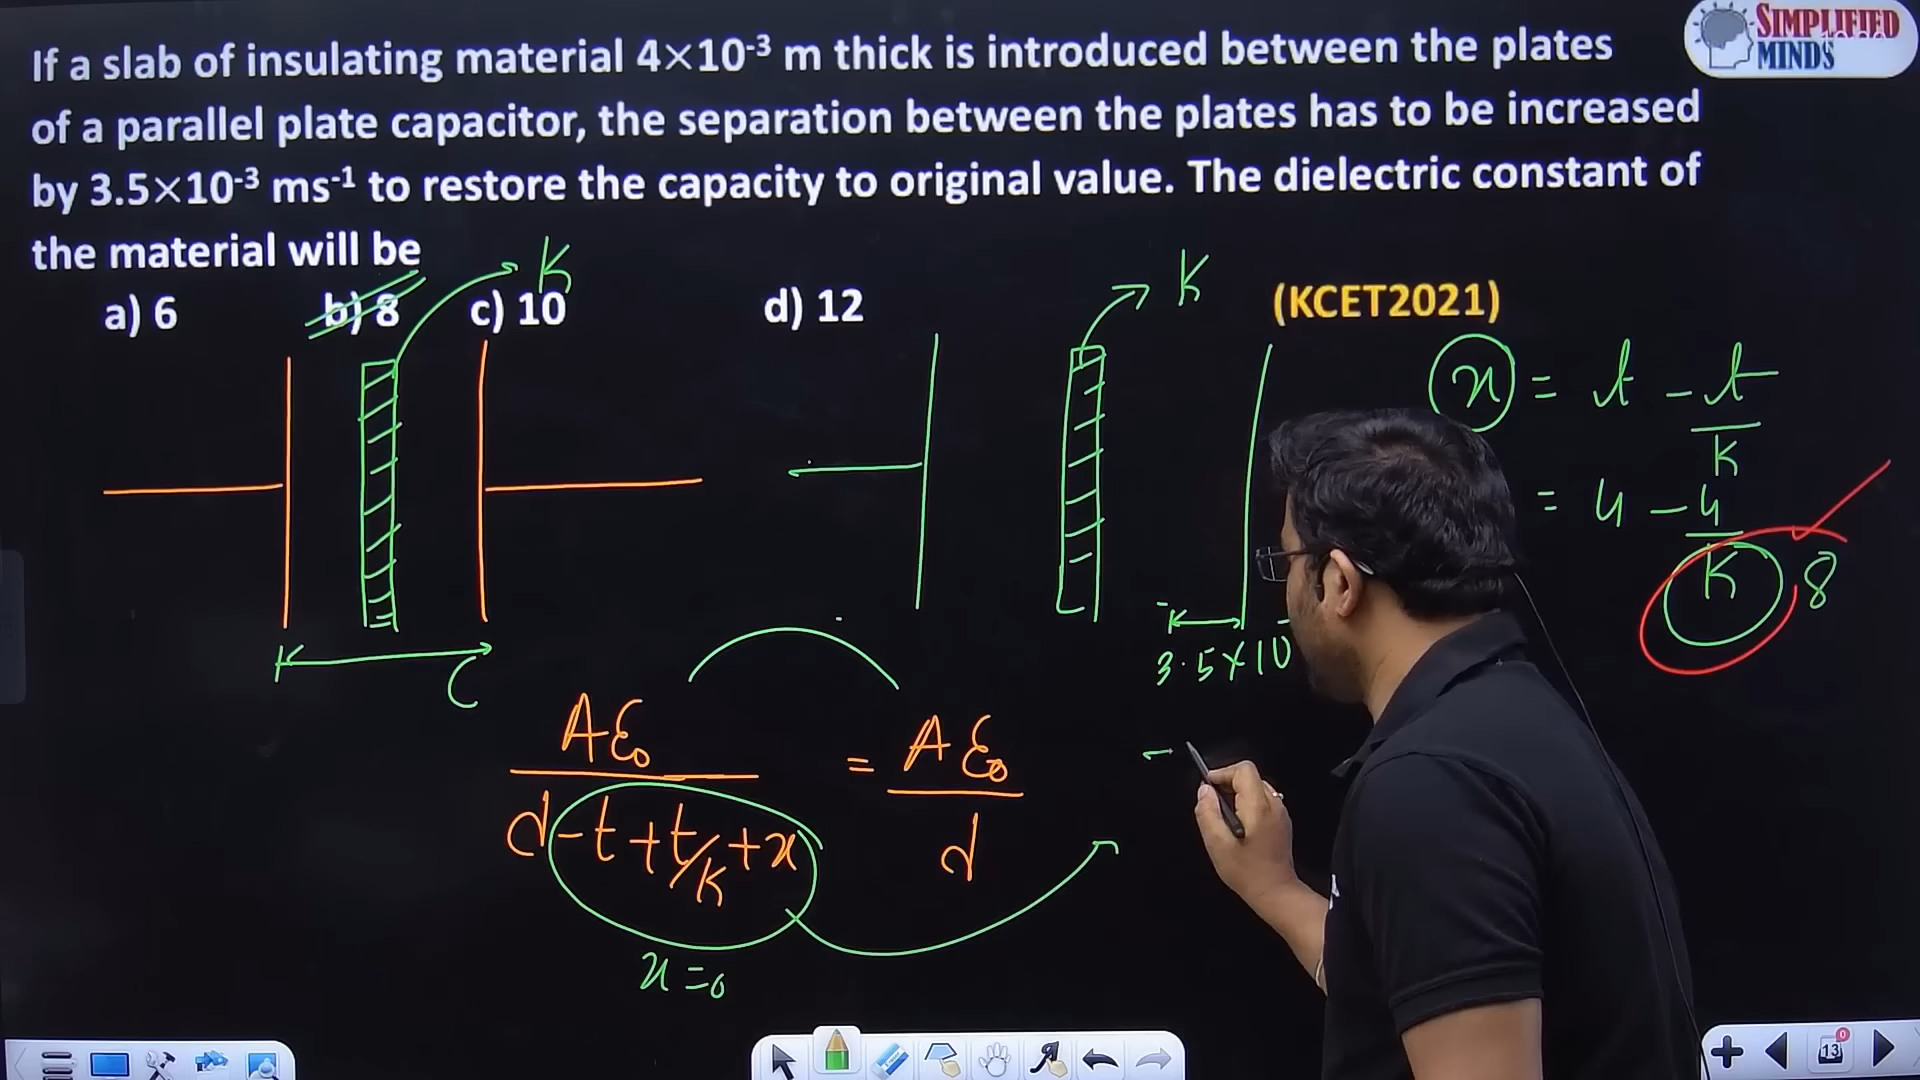 If a slab of insulating material 4×10⁻³ m thick is introduced between the plates
of a parallel plate capacitor, the separation between the plates has to be increased
by 3.5×10⁻³ ms⁻¹ to restore the capacity to original value. The dielectric constant of
the material will be
a) 6 b) 8 c) 10 d) 12 (KCET2021)
SIMPLIFIED
MINDS
K
K
x = t - t/K
= 4 - 4/K
8
3.5×10
C
Aε₀/(d-t+t/K+x) = Aε₀/d
x=0
13
0